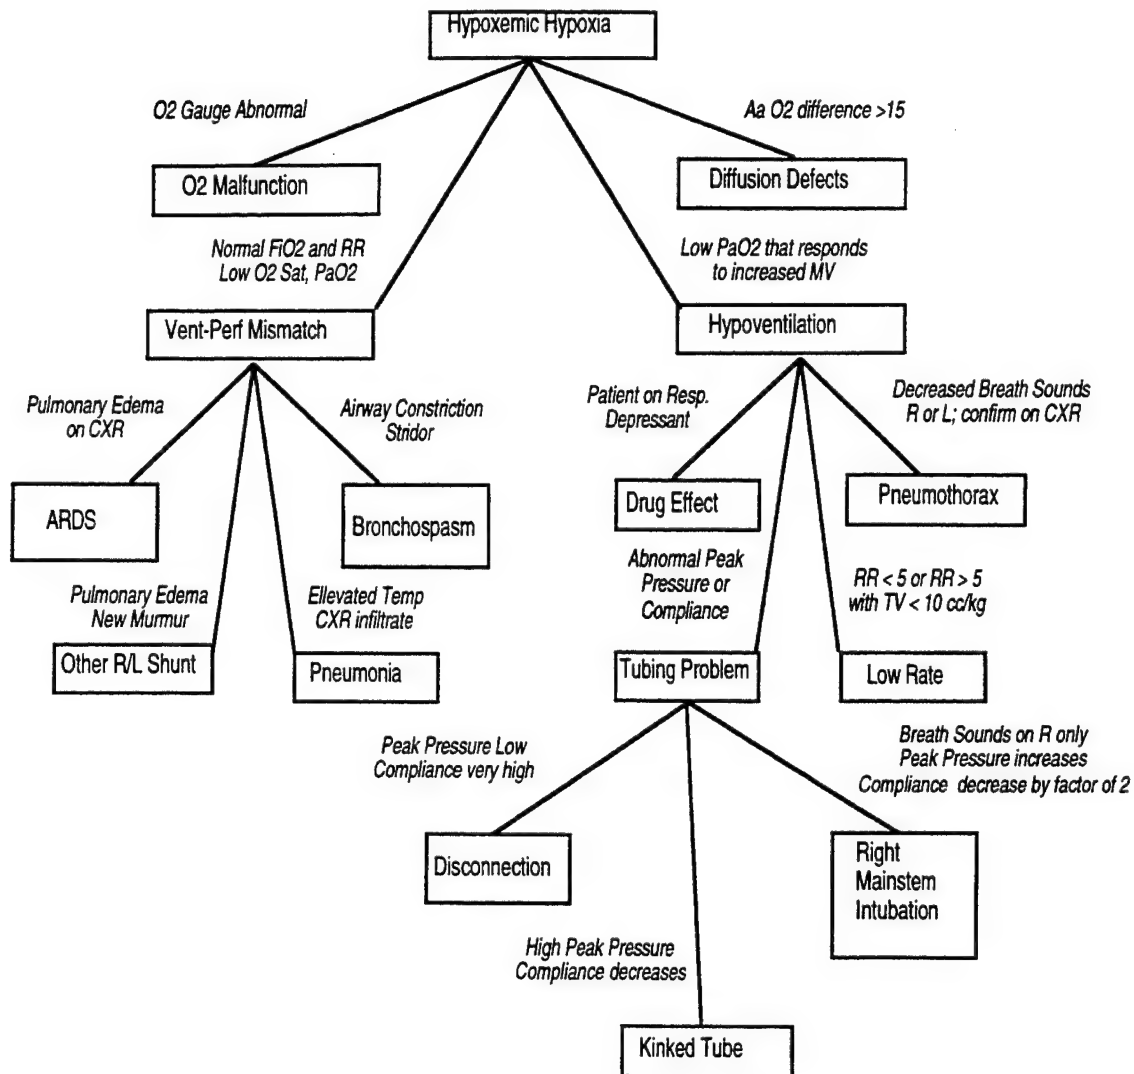 Hypoxemic Hypoxia
O2 Gauge Abnormal
Aa O2 difference >15
O2 Malfunction
Diffusion Defects
Normal FiO2 and RR
Low O2 Sat, PaO2
Low PaO2 that responds
to increased MV
Vent-Perf Mismatch
Hypoventilation
Pulmonary Edema
on CXR
Airway Constriction
Stridor
Patient on Resp.
Depressant
Decreased Breath Sounds
R or L; confirm on CXR
ARDS
Bronchospasm
Drug Effect
Pneumothorax
Pulmonary Edema
New Murmur
Ellevated Temp
CXR infiltrate
Abnormal Peak
Pressure or
Compliance
RR < 5 or RR > 5
with TV < 10 cc/kg
Other R/L Shunt
Pneumonia
Tubing Problem
Low Rate
Peak Pressure Low
Compliance very high
Breath Sounds on R only
Peak Pressure increases
Compliance decrease by factor of 2
Disconnection
Right
Mainstem
Intubation
High Peak Pressure
Compliance decreases
Kinked Tube